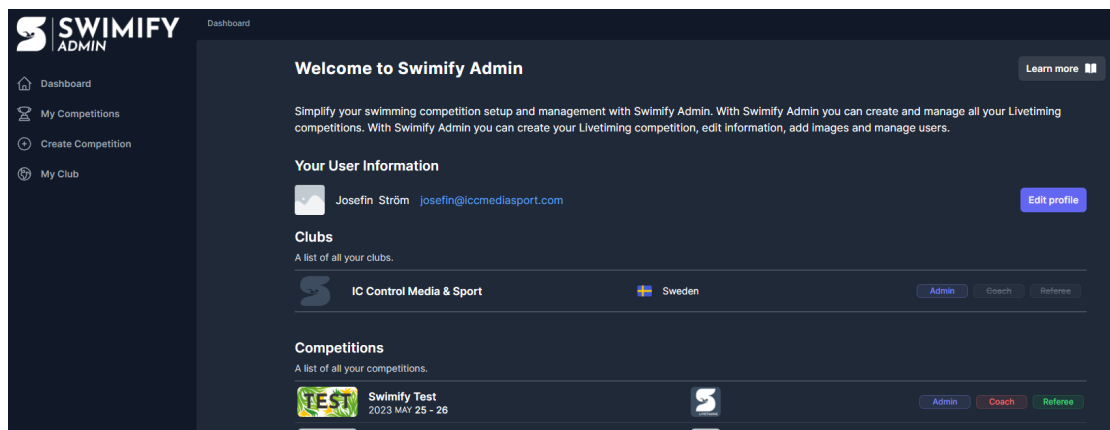 SWIMIFY
ADMIN
Dashboard
Dashboard
My Competitions
Create Competition
My Club
Welcome to Swimify Admin
Learn more
Simplify your swimming competition setup and management with Swimify Admin. With Swimify Admin you can create and manage all your Livetiming
competitions. With Swimify Admin you can create your Livetiming competition, edit information, add images and manage users.
Your User Information
Josefin Ström josefin@iccmediasport.com
Edit profile
Clubs
A list of all your clubs.
IC Control Media & Sport Sweden Admin Coach Referee
Competitions
A list of all your competitions.
TEST
Swimify Test
2023 MAY 25 - 26
Admin Coach Referee